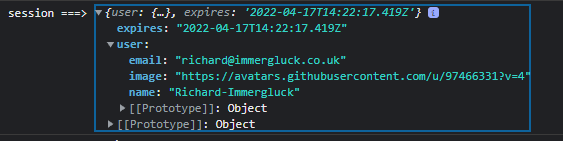 session ===> ▼{user: {…}, expires: '2022-04-17T14:22:17.419Z'} i
expires: "2022-04-17T14:22:17.419Z"
▼user:
email: "richard@immergluck.co.uk"
image: "https://avatars.githubusercontent.com/u/97466331?v=4"
name: "Richard-Immergluck"
▶[[Prototype]]: Object
▶[[Prototype]]: Object